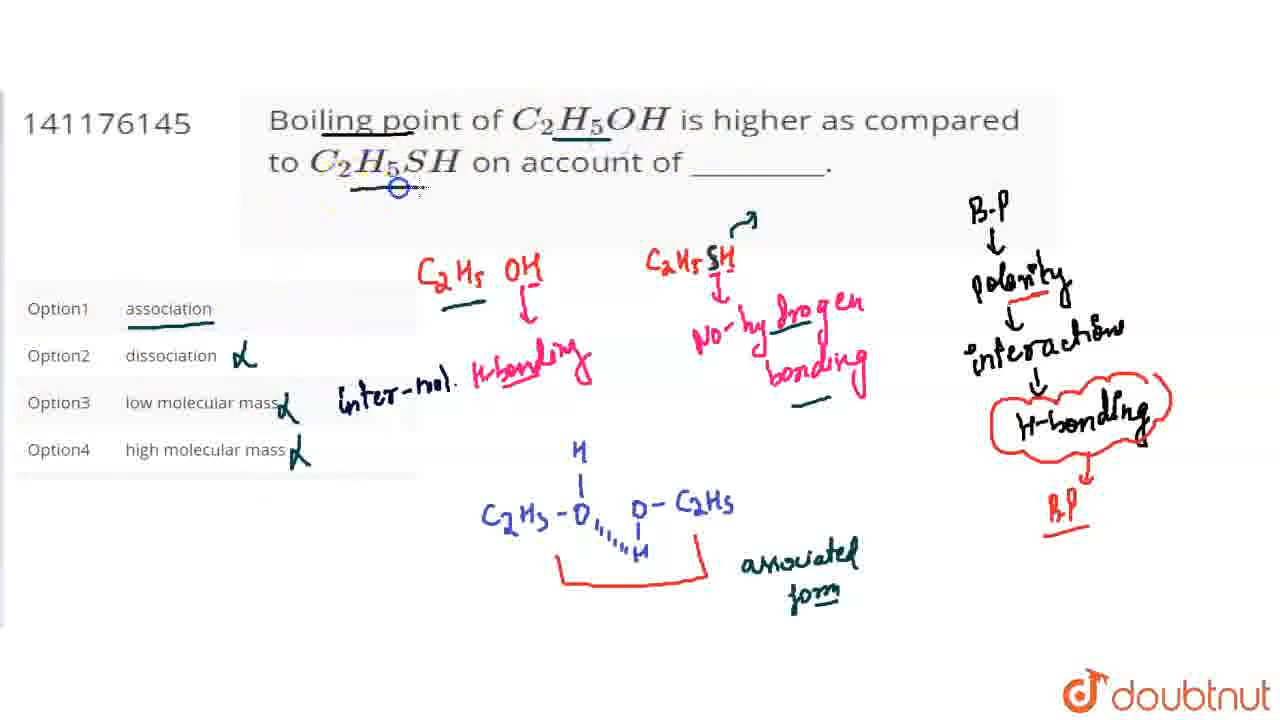 141176145
Boiling point of C₂H₅OH is higher as compared
to C₂H₅SH on account of ________.
Option1 association
Option2 dissociation α
Option3 low molecular mass α
Option4 high molecular mass α
C₂H₅ OH
inter-mol. H-bonding
C₂H₅ SH
No-hydrogen
bonding
B.P
polarity
interaction
H-bonding
B.P
H
C₂H₅-O O-C₂H₅
H
associated
form
doubtnut